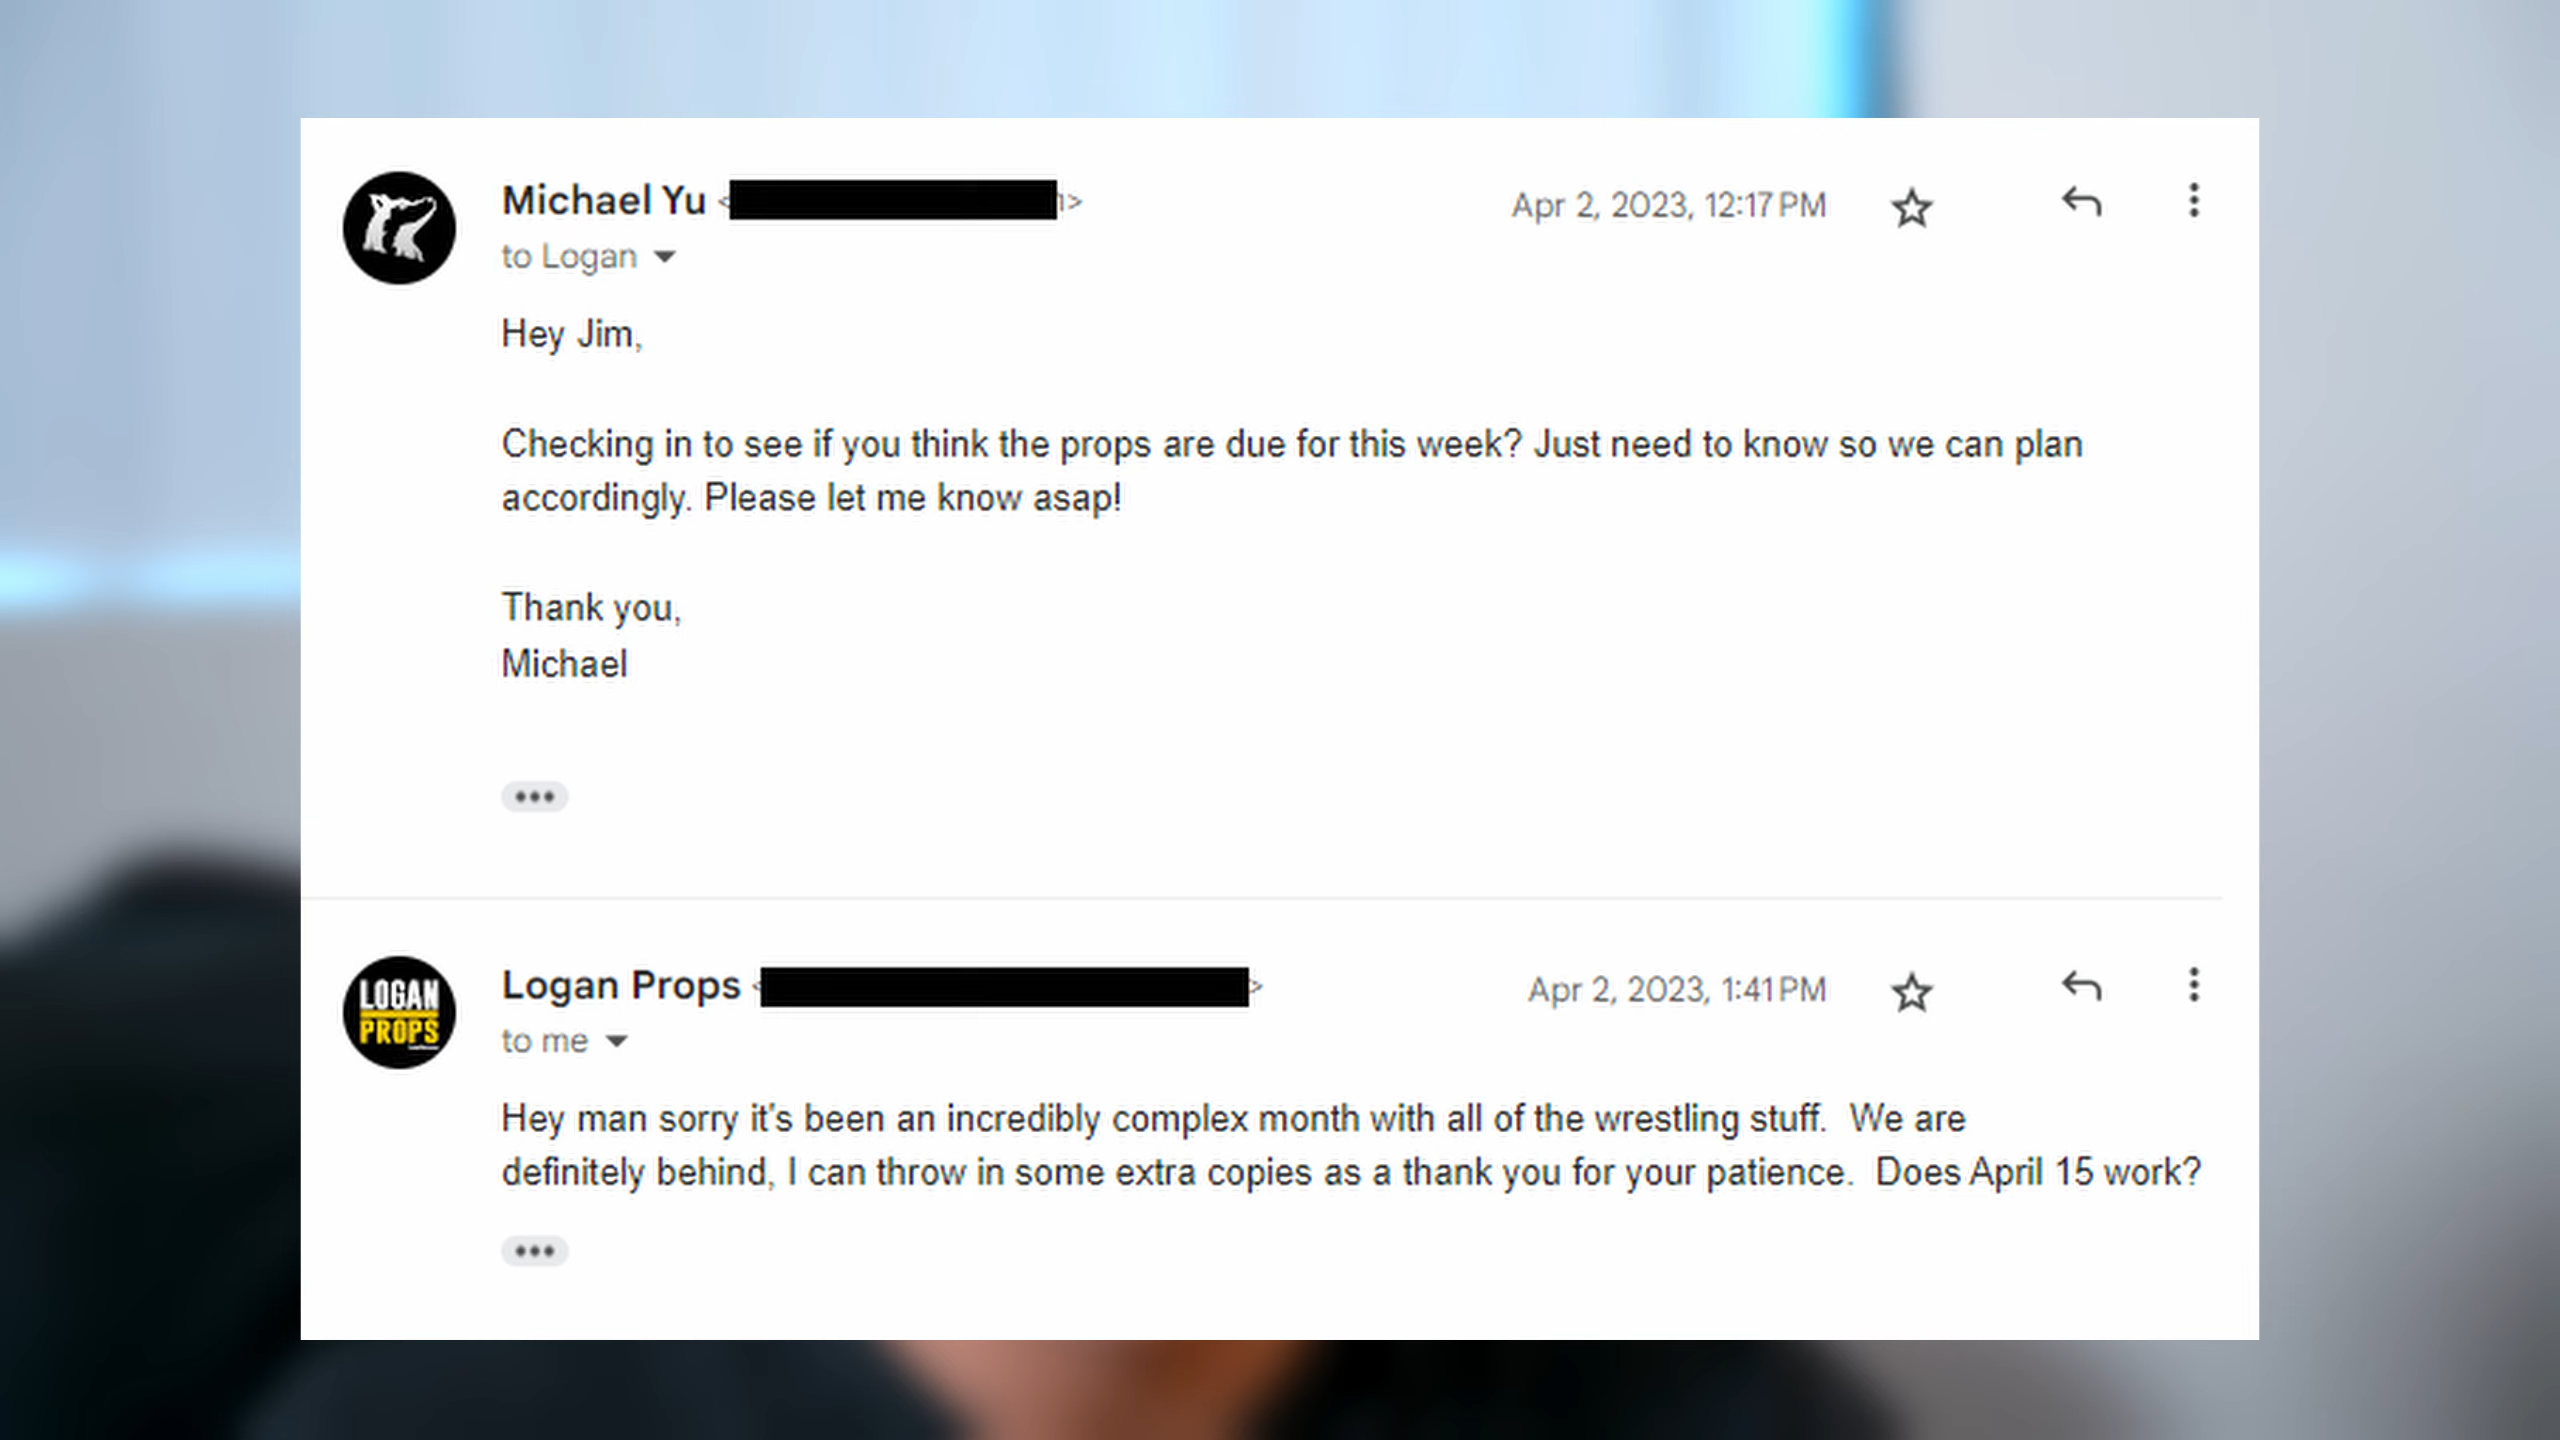 Michael Yu
Apr 2, 2023, 12:17 PM
to Logan
Hey Jim,
Checking in to see if you think the props are due for this week? Just need to know so we can plan
accordingly. Please let me know asap!
Thank you,
Michael
LOGAN
PROPS
Logan Props
Apr 2, 2023, 1:41 PM
to me
Hey man sorry it's been an incredibly complex month with all of the wrestling stuff.  We are
definitely behind, I can throw in some extra copies as a thank you for your patience.  Does April 15 work?